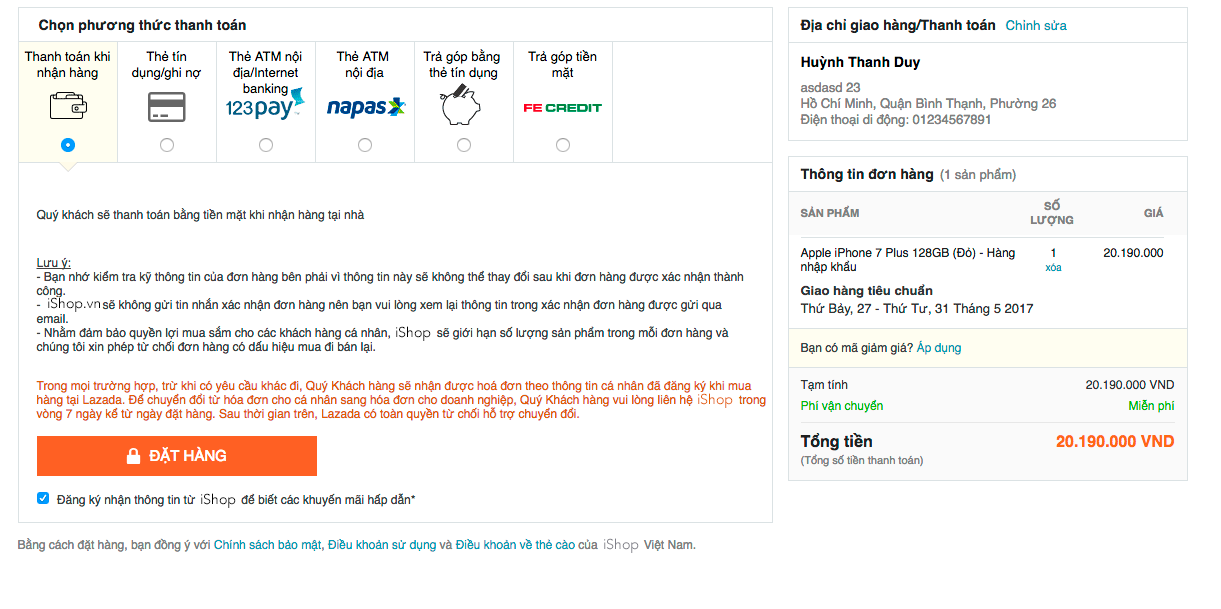 Chọn phương thức thanh toán
Thanh toán khi
nhận hàng
Thẻ tín
dụng/ghi nợ
Thẻ ATM nội
địa/Internet
banking
123pay
Thẻ ATM
nội địa
napas
Trả góp bằng
thẻ tín dụng
Trả góp tiền
mặt
FE CREDIT
Quý khách sẽ thanh toán bằng tiền mặt khi nhận hàng tại nhà
Lưu ý:
- Bạn nhớ kiểm tra kỹ thông tin của đơn hàng bên phải vì thông tin này sẽ không thể thay đổi sau khi đơn hàng được xác nhận thành
công.
- iShop.vn sẽ không gửi tin nhắn xác nhận đơn hàng nên bạn vui lòng xem lại thông tin trong xác nhận đơn hàng được gửi qua
email.
- Nhằm đảm bảo quyền lợi mua sắm cho các khách hàng cá nhân, iShop sẽ giới hạn số lượng sản phẩm trong mỗi đơn hàng và
chúng tôi xin phép từ chối đơn hàng có dấu hiệu mua đi bán lại.
Trong mọi trường hợp, trừ khi có yêu cầu khác đi, Quý Khách hàng sẽ nhận được hoá đơn theo thông tin cá nhân đã đăng ký khi mua
hàng tại Lazada. Để chuyển đổi từ hóa đơn cho cá nhân sang hóa đơn cho doanh nghiệp, Quý Khách hàng vui lòng liên hệ iShop trong
vòng 7 ngày kể từ ngày đặt hàng. Sau thời gian trên, Lazada có toàn quyền từ chối hỗ trợ chuyển đổi.
ĐẶT HÀNG
Đăng ký nhận thông tin từ iShop để biết các khuyến mãi hấp dẫn*
Bằng cách đặt hàng, bạn đồng ý với Chính sách bảo mật, Điều khoản sử dụng và Điều khoản về thẻ cào của iShop Việt Nam.
Địa chỉ giao hàng/Thanh toán Chỉnh sửa
Huỳnh Thanh Duy
asdasd 23
Hồ Chí Minh, Quận Bình Thạnh, Phường 26
Điện thoại di động: 01234567891
Thông tin đơn hàng (1 sản phẩm)
SẢN PHẨM
SỐ
LƯỢNG
GIÁ
Apple iPhone 7 Plus 128GB (Đỏ) - Hàng
nhập khẩu
1
xóa
20.190.000
Giao hàng tiêu chuẩn
Thứ Bảy, 27 - Thứ Tư, 31 Tháng 5 2017
Bạn có mã giảm giá? Áp dụng
Tạm tính 20.190.000 VND
Phí vận chuyển Miễn phí
Tổng tiền 20.190.000 VND
(Tổng số tiền thanh toán)